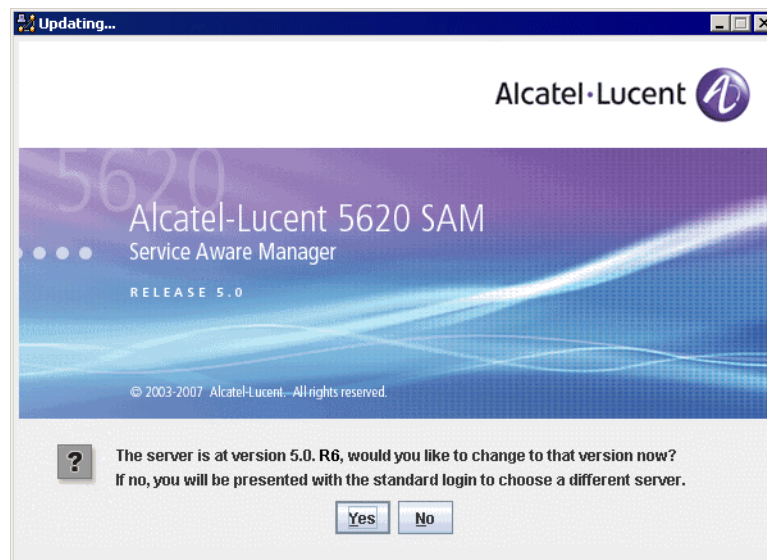 Updating...
Alcatel·Lucent
5620
Alcatel-Lucent 5620 SAM
Service Aware Manager
RELEASE 5.0
© 2003-2007 Alcatel-Lucent. All rights reserved.
The server is at version 5.0. R6, would you like to change to that version now?
If no, you will be presented with the standard login to choose a different server.
Yes No